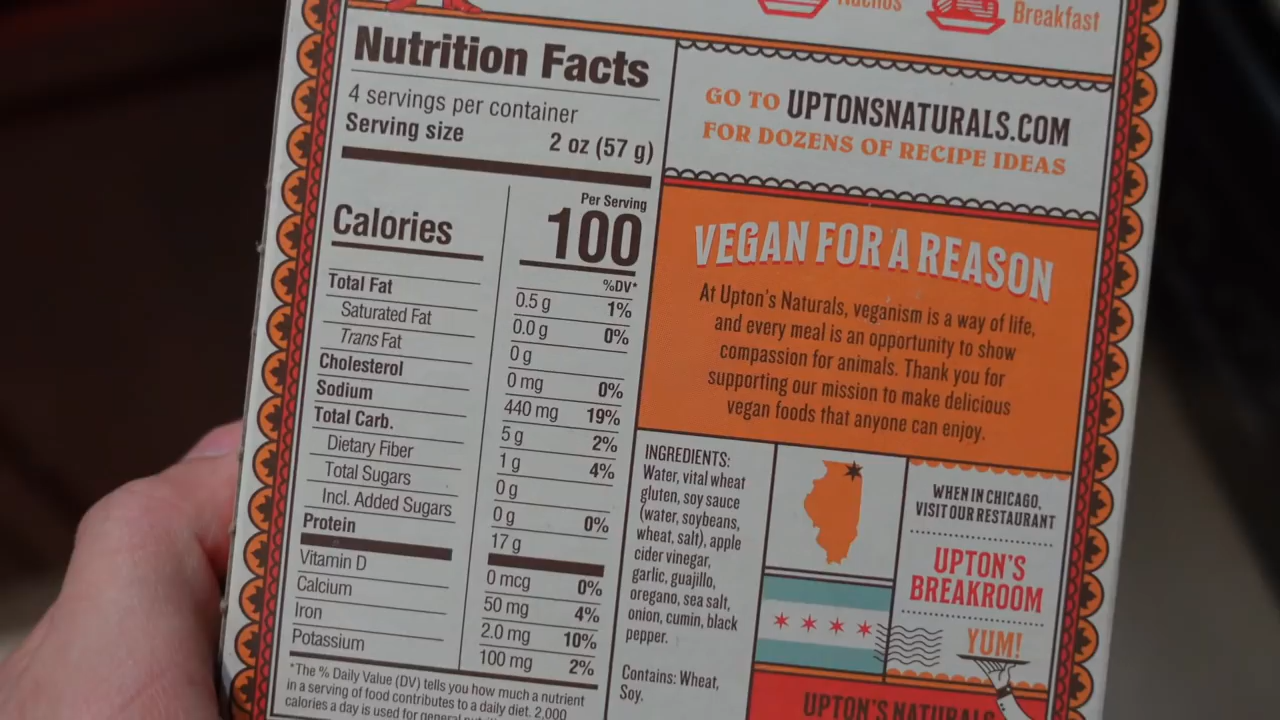 Nachos
Breakfast
Nutrition Facts
4 servings per container
Serving size 2 oz (57 g)
Per Serving
Calories 100
%DV*
Total Fat 0.5 g 1%
Saturated Fat 0.0 g 0%
Trans Fat 0 g
Cholesterol 0 mg 0%
Sodium 440 mg 19%
Total Carb. 5 g 2%
Dietary Fiber 1 g 4%
Total Sugars 0 g
Incl. Added Sugars 0 g 0%
Protein 17 g
Vitamin D 0 mcg 0%
Calcium 50 mg 4%
Iron 2.0 mg 10%
Potassium 100 mg 2%
*The % Daily Value (DV) tells you how much a nutrient
in a serving of food contributes to a daily diet. 2,000
calories a day is used for general
GO TO UPTONSNATURALS.COM
FOR DOZENS OF RECIPE IDEAS
VEGAN FOR A REASON
At Upton's Naturals, veganism is a way of life,
and every meal is an opportunity to show
compassion for animals. Thank you for
supporting our mission to make delicious
vegan foods that anyone can enjoy.
INGREDIENTS:
Water, vital wheat
gluten, soy sauce
(water, soybeans,
wheat, salt), apple
cider vinegar,
garlic, guajillo,
oregano, sea salt,
onion, cumin, black
pepper.
Contains: Wheat,
Soy.
WHEN IN CHICAGO,
VISIT OUR RESTAURANT
UPTON'S
BREAKROOM
YUM!
UPTON'S NATURALS